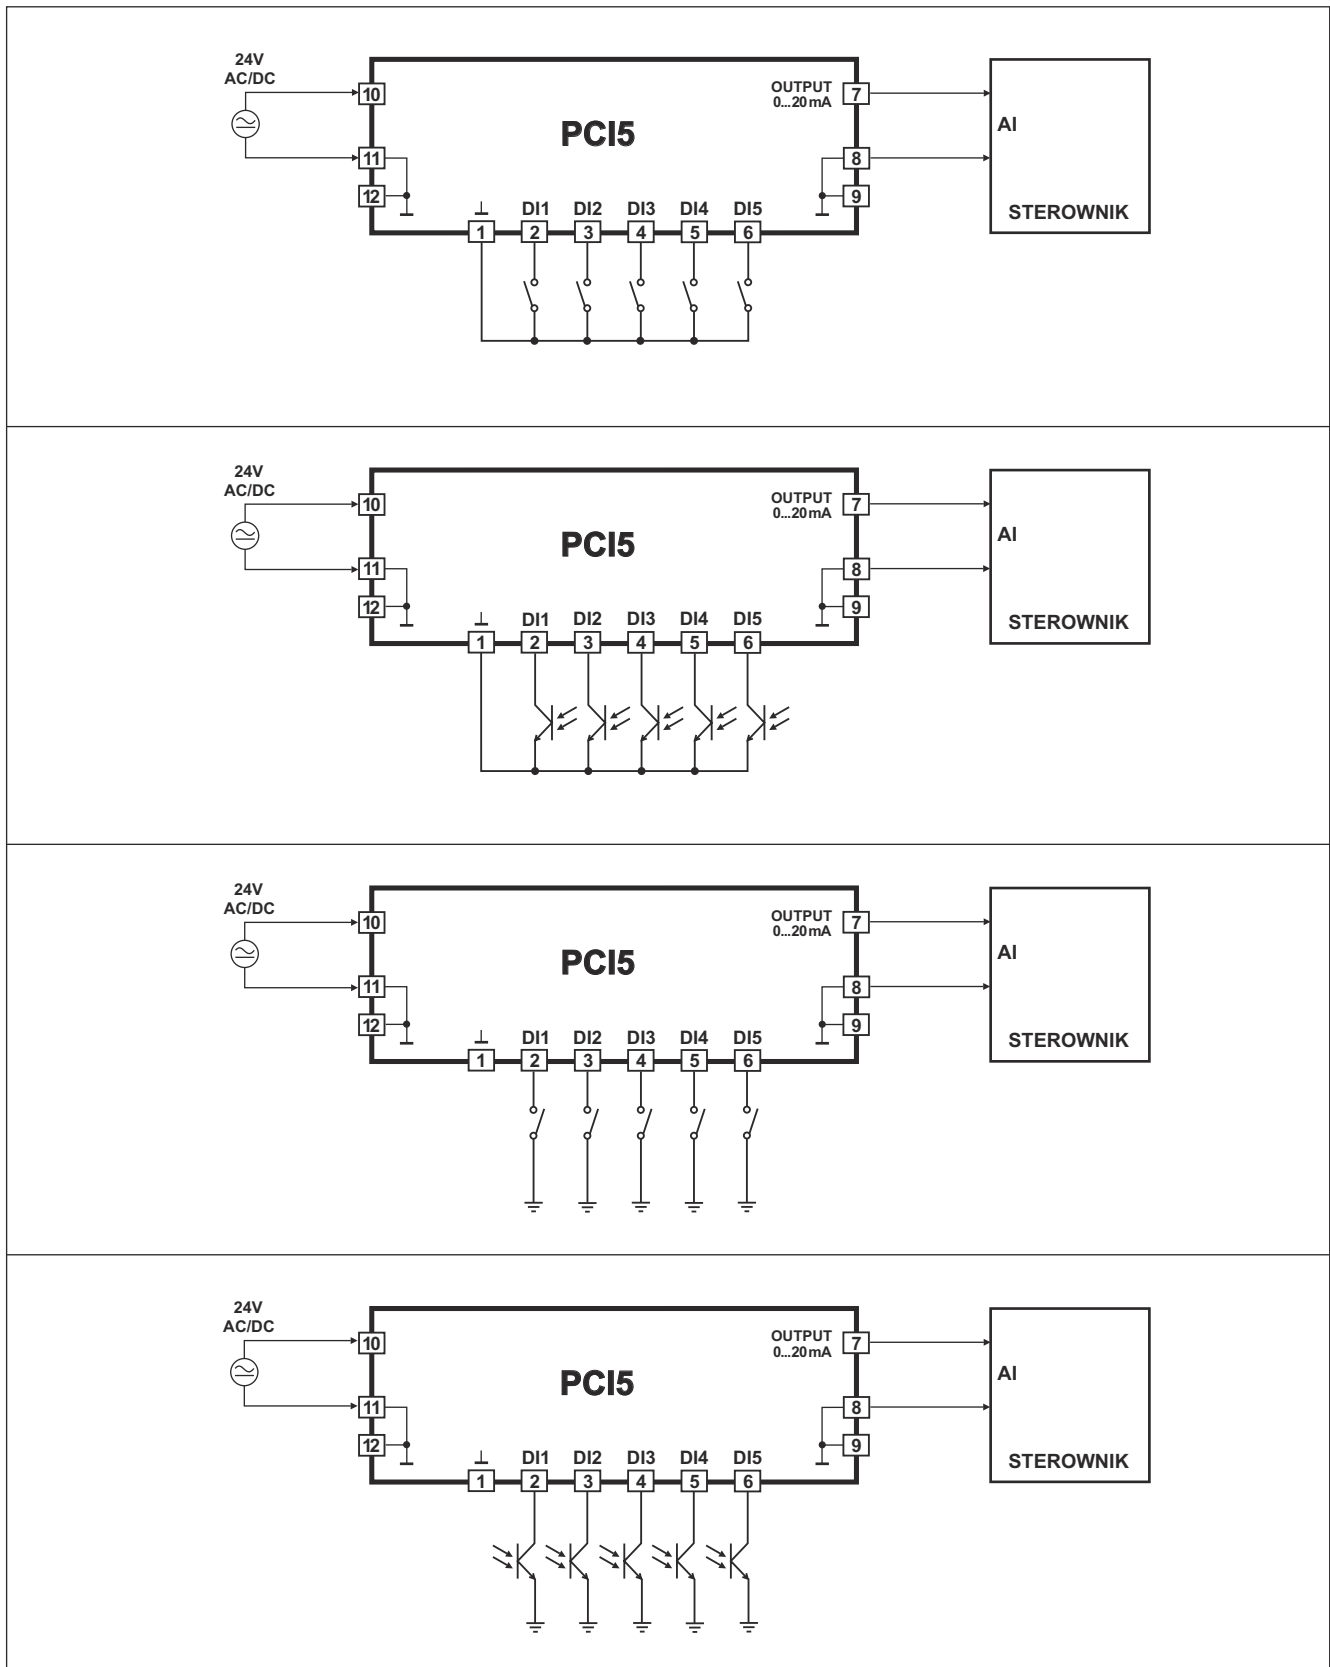 24V
AC/DC
OUTPUT
0...20mA
10
7
PCI5
AI
11
8
12
9
STEROWNIK
DI1 DI2 DI3 DI4 DI5
1 2 3 4 5 6
24V
AC/DC
OUTPUT
0...20mA
10
7
PCI5
AI
11
8
12
9
STEROWNIK
DI1 DI2 DI3 DI4 DI5
1 2 3 4 5 6
24V
AC/DC
OUTPUT
0...20mA
10
7
PCI5
AI
11
8
12
9
STEROWNIK
DI1 DI2 DI3 DI4 DI5
1 2 3 4 5 6
24V
AC/DC
OUTPUT
0...20mA
10
7
PCI5
AI
11
8
12
9
STEROWNIK
DI1 DI2 DI3 DI4 DI5
1 2 3 4 5 6